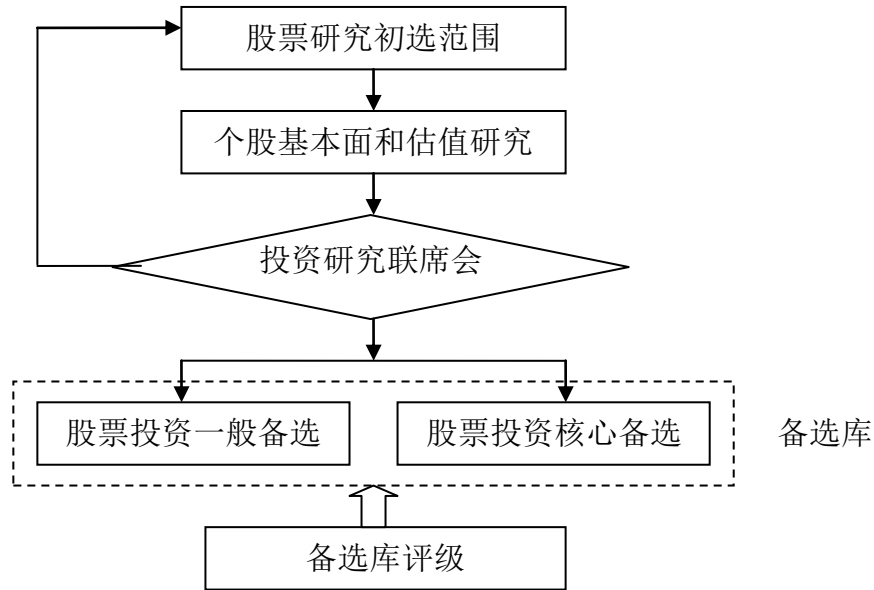 股票研究初选范围
个股基本面和估值研究
投资研究联席会
股票投资一般备选
股票投资核心备选
备选库
备选库评级